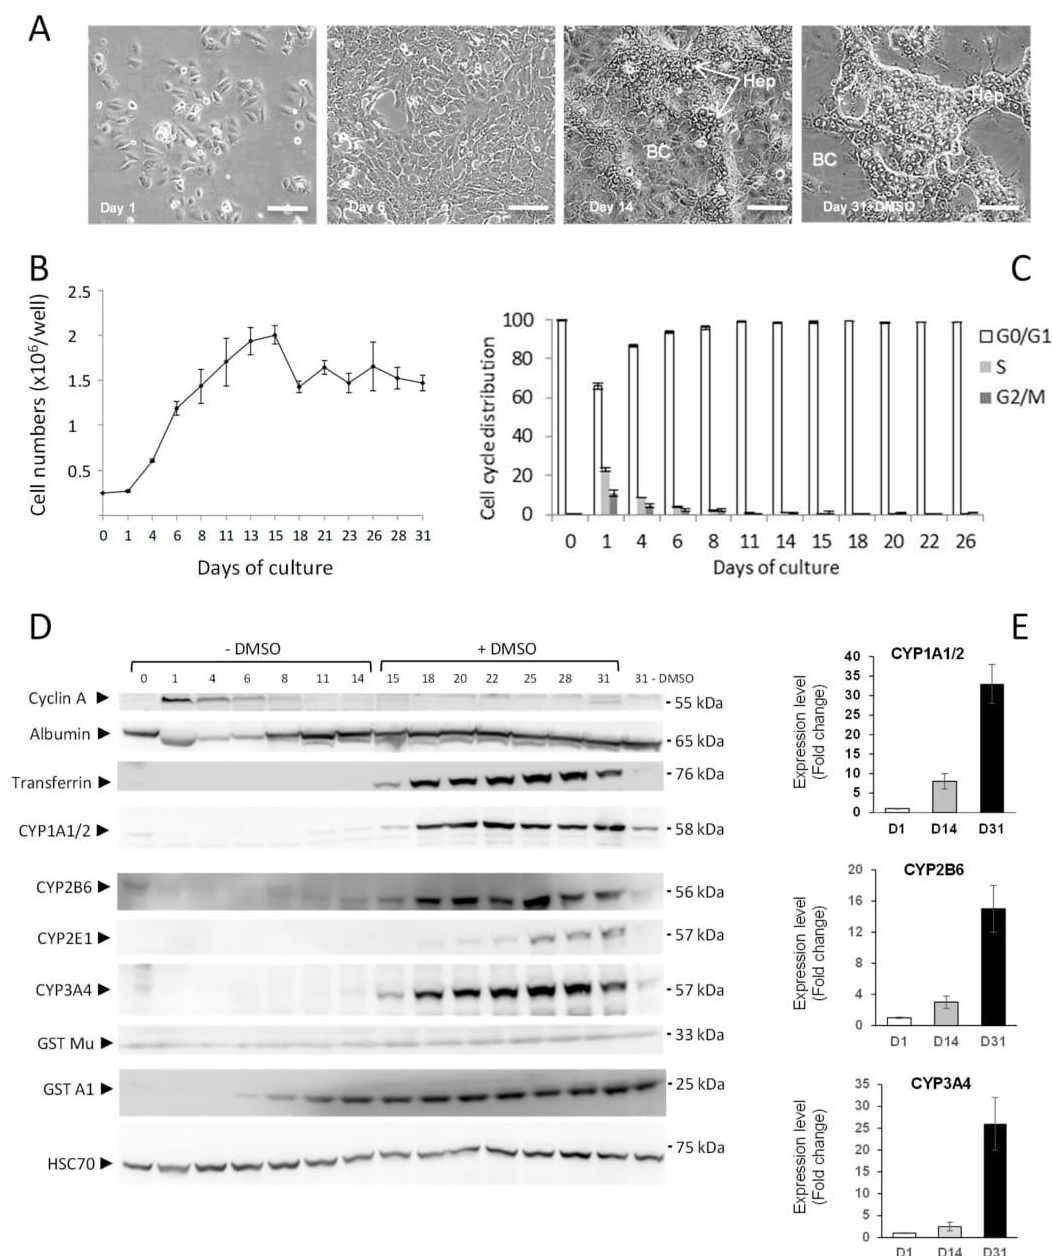 A
Day 1
Day 6
Day 14
Hep
BC
Day 31+DMSO
Hep
BC
B
Cell numbers (x10⁶/well)
2.5
2
1.5
1
0.5
0 1 4 6 8 11 13 15 18 21 23 26 28 31
Days of culture
C
Cell cycle distribution
100
80
60
40
20
0
0 1 4 6 8 11 14 15 18 20 22 26
Days of culture
G0/G1
S
G2/M
D
- DMSO
+ DMSO
0 1 4 6 8 11 14 15 18 20 22 25 28 31 31 - DMSO
Cyclin A
- 55 kDa
Albumin
- 65 kDa
Transferrin
- 76 kDa
CYP1A1/2
- 58 kDa
CYP2B6
- 56 kDa
CYP2E1
- 57 kDa
CYP3A4
- 57 kDa
GST Mu
- 33 kDa
GST A1
- 25 kDa
HSC70
- 75 kDa
E
CYP1A1/2
Expression level
(Fold change)
40
35
30
25
20
15
10
5
0
D1 D14 D31
CYP2B6
Expression level
(Fold change)
20
16
12
8
4
0
D1 D14 D31
CYP3A4
Expression level
(Fold change)
35
30
25
20
15
10
5
0
D1 D14 D31